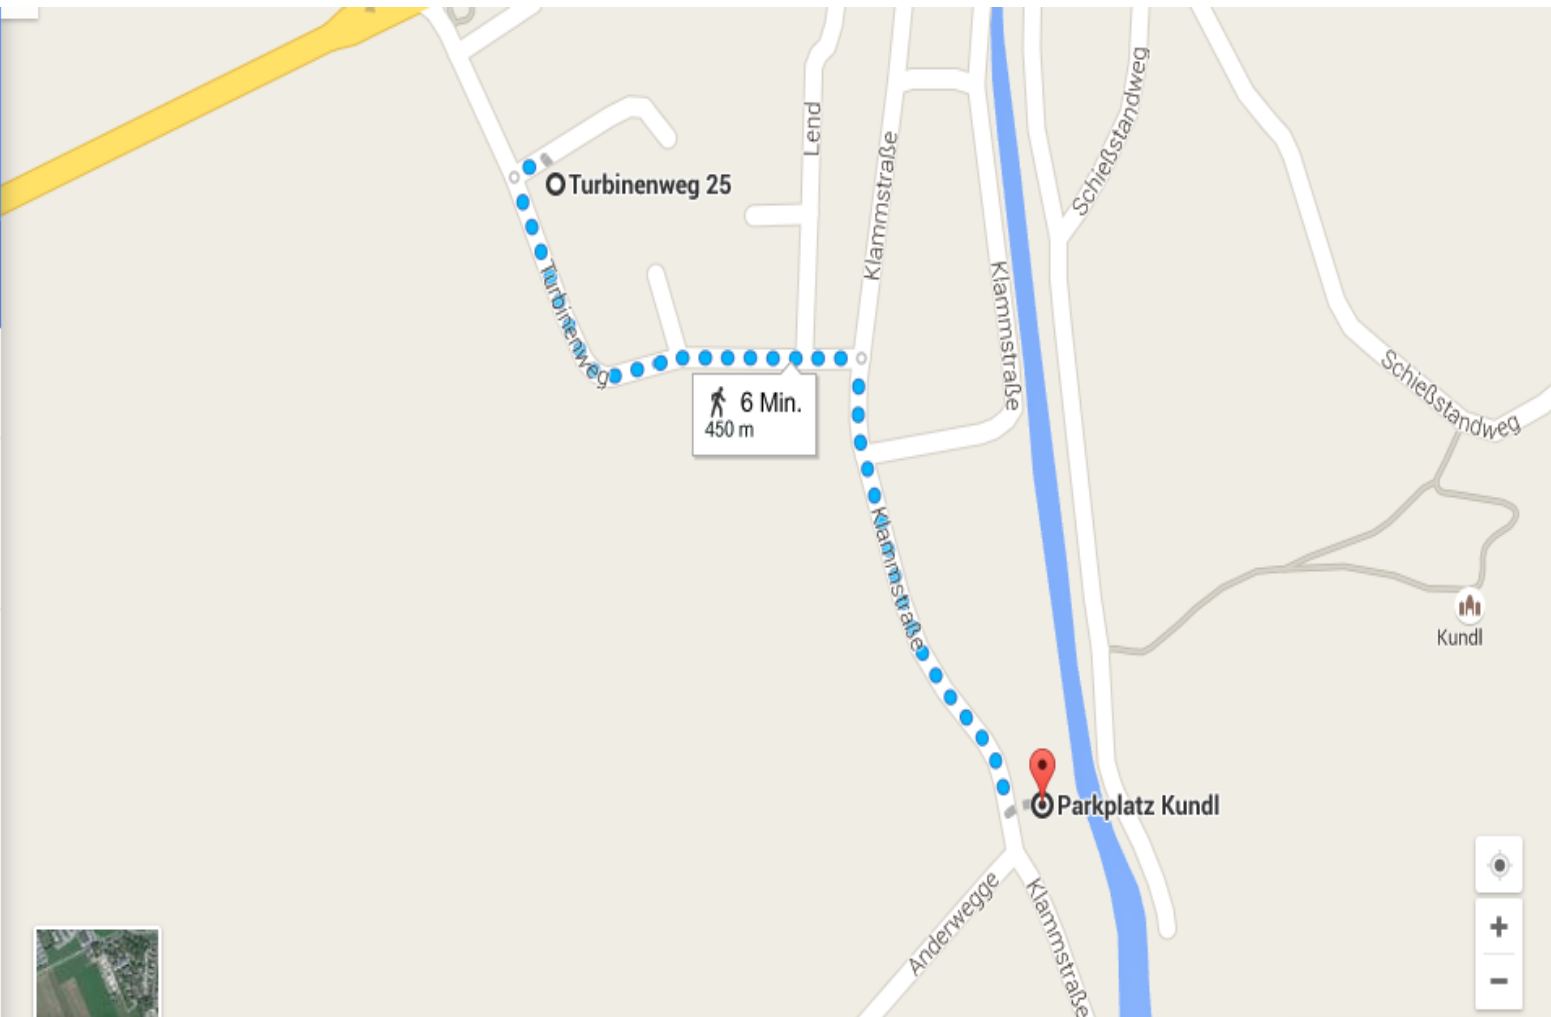 Schießstandweg
Lend
Klammstraße
Turbinenweg 25
Klammstraße
Turbinenweg
6 Min.
450 m
Schießstandweg
Klammstraße
Kundl
Parkplatz Kundl
Anderwegge
Klammstraße
+
−